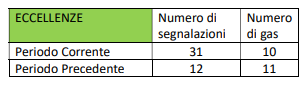 ECCELLENZE Numero di segnalazioni Numero di gas
Periodo Corrente 31 10
Periodo Precedente 12 11